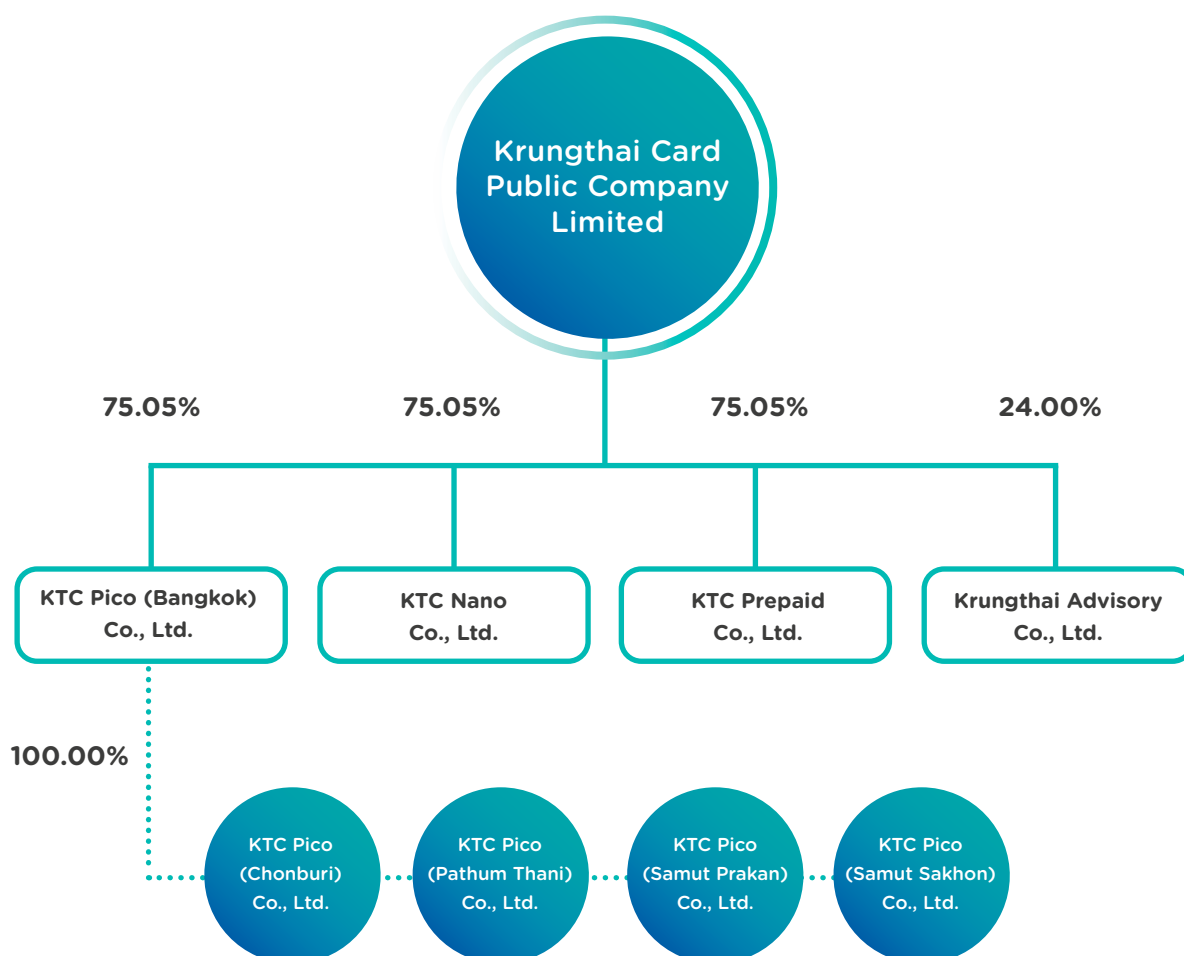 Krungthai Card
Public Company
Limited
75.05%
75.05%
75.05%
24.00%
KTC Pico (Bangkok)
Co., Ltd.
KTC Nano
Co., Ltd.
KTC Prepaid
Co., Ltd.
Krungthai Advisory
Co., Ltd.
100.00%
KTC Pico
(Chonburi)
Co., Ltd.
KTC Pico
(Pathum Thani)
Co., Ltd.
KTC Pico
(Samut Prakan)
Co., Ltd.
KTC Pico
(Samut Sakhon)
Co., Ltd.